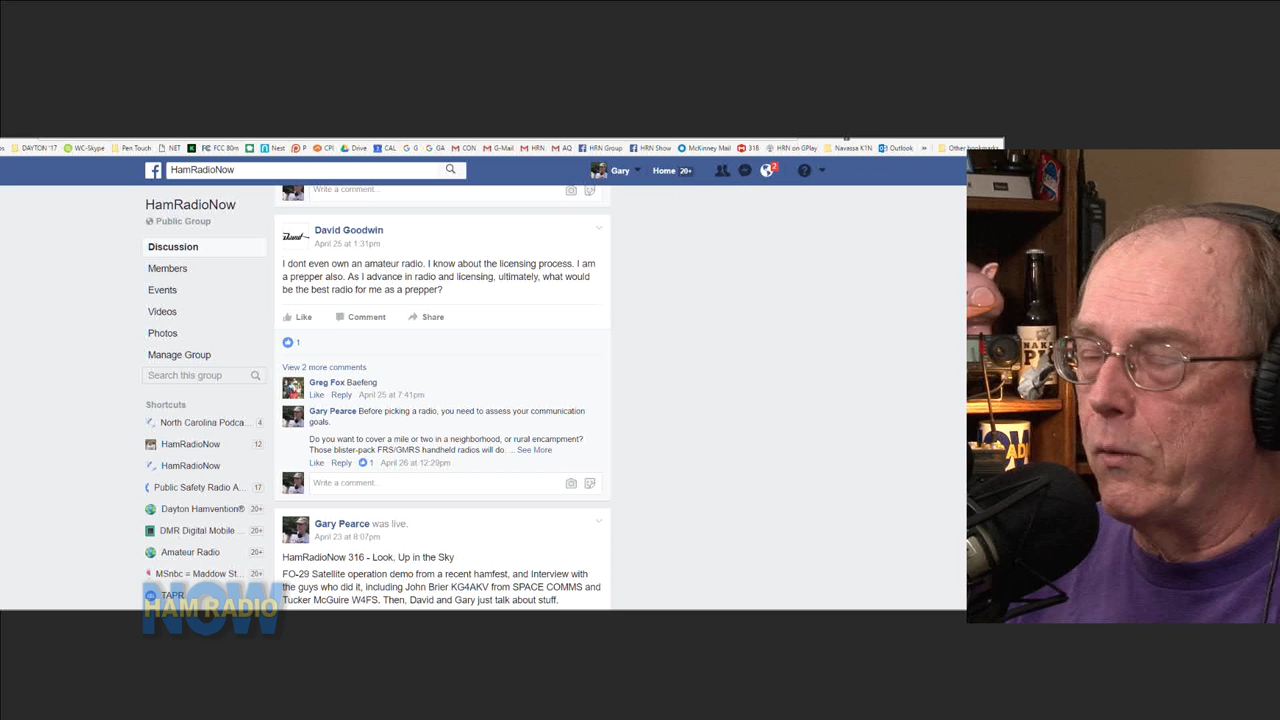 DAYTON '17 WC-Skype Pen Touch NET FCC 80m Nest P CPI Drive CAL G G GA CON G-Mail HRN AQ HRN Group HRN Show McKinney Mail 318 HRN on GPlay Outlook Navassa K1N » Other bookmarks
HamRadioNow Gary Home 20+ 2 ?
HamRadioNow
Public Group
Discussion
Members
Events
Videos
Photos
Manage Group
Search this group
Shortcuts
North Carolina Podca... 4
HamRadioNow 12
HamRadioNow
Public Safety Radio A... 17
Dayton Hamvention® 20+
DMR Digital Mobile ... 20+
Amateur Radio 20+
MSnbc = Maddow St... 20+
TAPR
Write a comment...
David Goodwin
April 25 at 1:31pm
I dont even own an amateur radio. I know about the licensing process. I am
a prepper also. As I advance in radio and licensing, ultimately, what would
be the best radio for me as a prepper?
Like Comment Share
1
View 2 more comments
Greg Fox Baefeng
Like Reply April 25 at 7:41pm
Gary Pearce Before picking a radio, you need to assess your communication
goals.
Do you want to cover a mile or two in a neighborhood, or rural encampment?
Those blister-pack FRS/GMRS handheld radios will do ... See More
Like Reply 1 April 26 at 12:29pm
Write a comment...
Gary Pearce was live.
April 23 at 8:07pm
HamRadioNow 316 - Look, Up in the Sky
FO-29 Satellite operation demo from a recent hamfest, and Interview with
the guys who did it, including John Brier KG4AKV from SPACE COMMS and
Tucker McGuire W4FS. Then, David and Gary just talk about stuff.
HAM RADIO
NOW